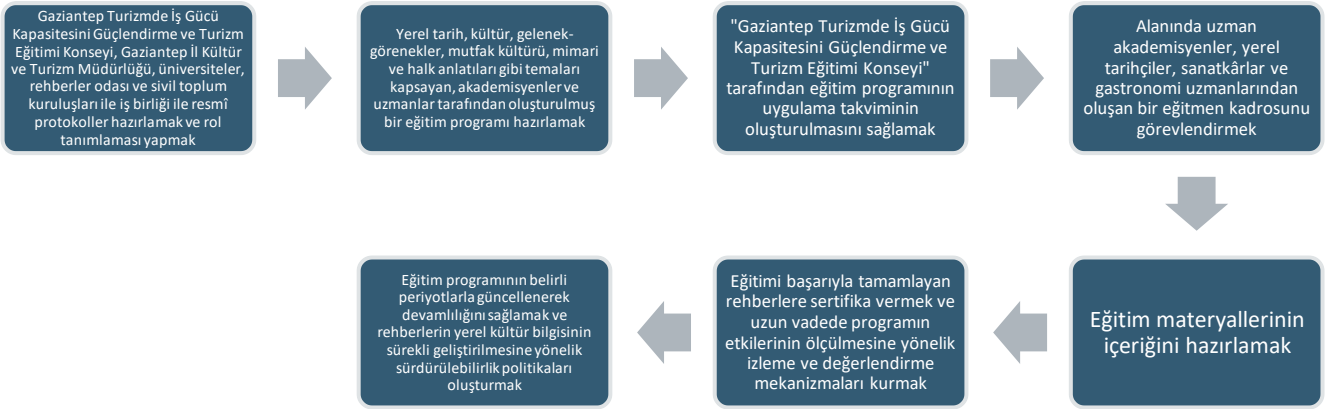 Gaziantep Turizmde İş Gücü
Kapasitesini Güçlendirme ve Turizm
Eğitimi Konseyi, Gaziantep İl Kültür
ve Turizm Müdürlüğü, üniversiteler,
rehberler odası ve sivil toplum
kuruluşları ile iş birliği ile resmî
protokoller hazırlamak ve rol
tanımlaması yapmak
Yerel tarih, kültür, gelenek-
görenekler, mutfak kültürü, mimari
ve halk anlatıları gibi temaları
kapsayan, akademisyenler ve
uzmanlar tarafından oluşturulmuş
bir eğitim programı hazırlamak
"Gaziantep Turizmde İş Gücü
Kapasitesini Güçlendirme ve
Turizm Eğitimi Konseyi"
tarafından eğitim programının
uygulama takviminin
oluşturulmasını sağlamak
Alanında uzman
akademisyenler, yerel
tarihçiler, sanatkârlar ve
gastronomi uzmanlarından
oluşan bir eğitmen kadrosunu
görevlendirmek
Eğitim materyallerinin
içeriğini hazırlamak
Eğitimi başarıyla tamamlayan
rehberlere sertifika vermek ve
uzun vadede programın
etkilerinin ölçülmesine yönelik
izleme ve değerlendirme
mekanizmaları kurmak
Eğitim programının belirli
periyotlarla güncellenerek
devamlılığını sağlamak ve
rehberlerin yerel kültür bilgisinin
sürekli geliştirilmesine yönelik
sürdürülebilirlik politikaları
oluşturmak